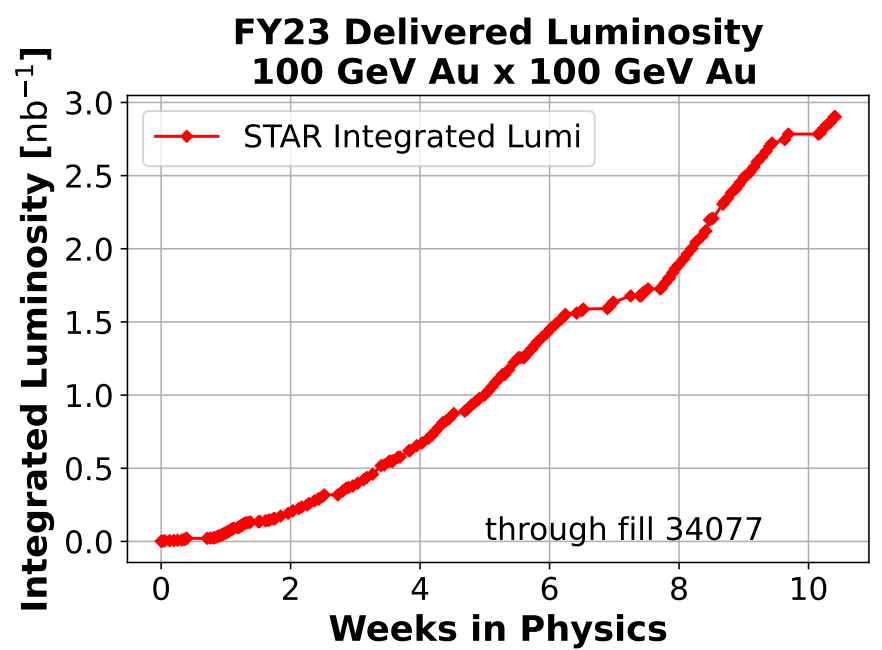 FY23 Delivered Luminosity
100 GeV Au x 100 GeV Au
Integrated Luminosity [nb⁻¹]
3.0
2.5
2.0
1.5
1.0
0.5
0.0
STAR Integrated Lumi
through fill 34077
0 2 4 6 8 10
Weeks in Physics